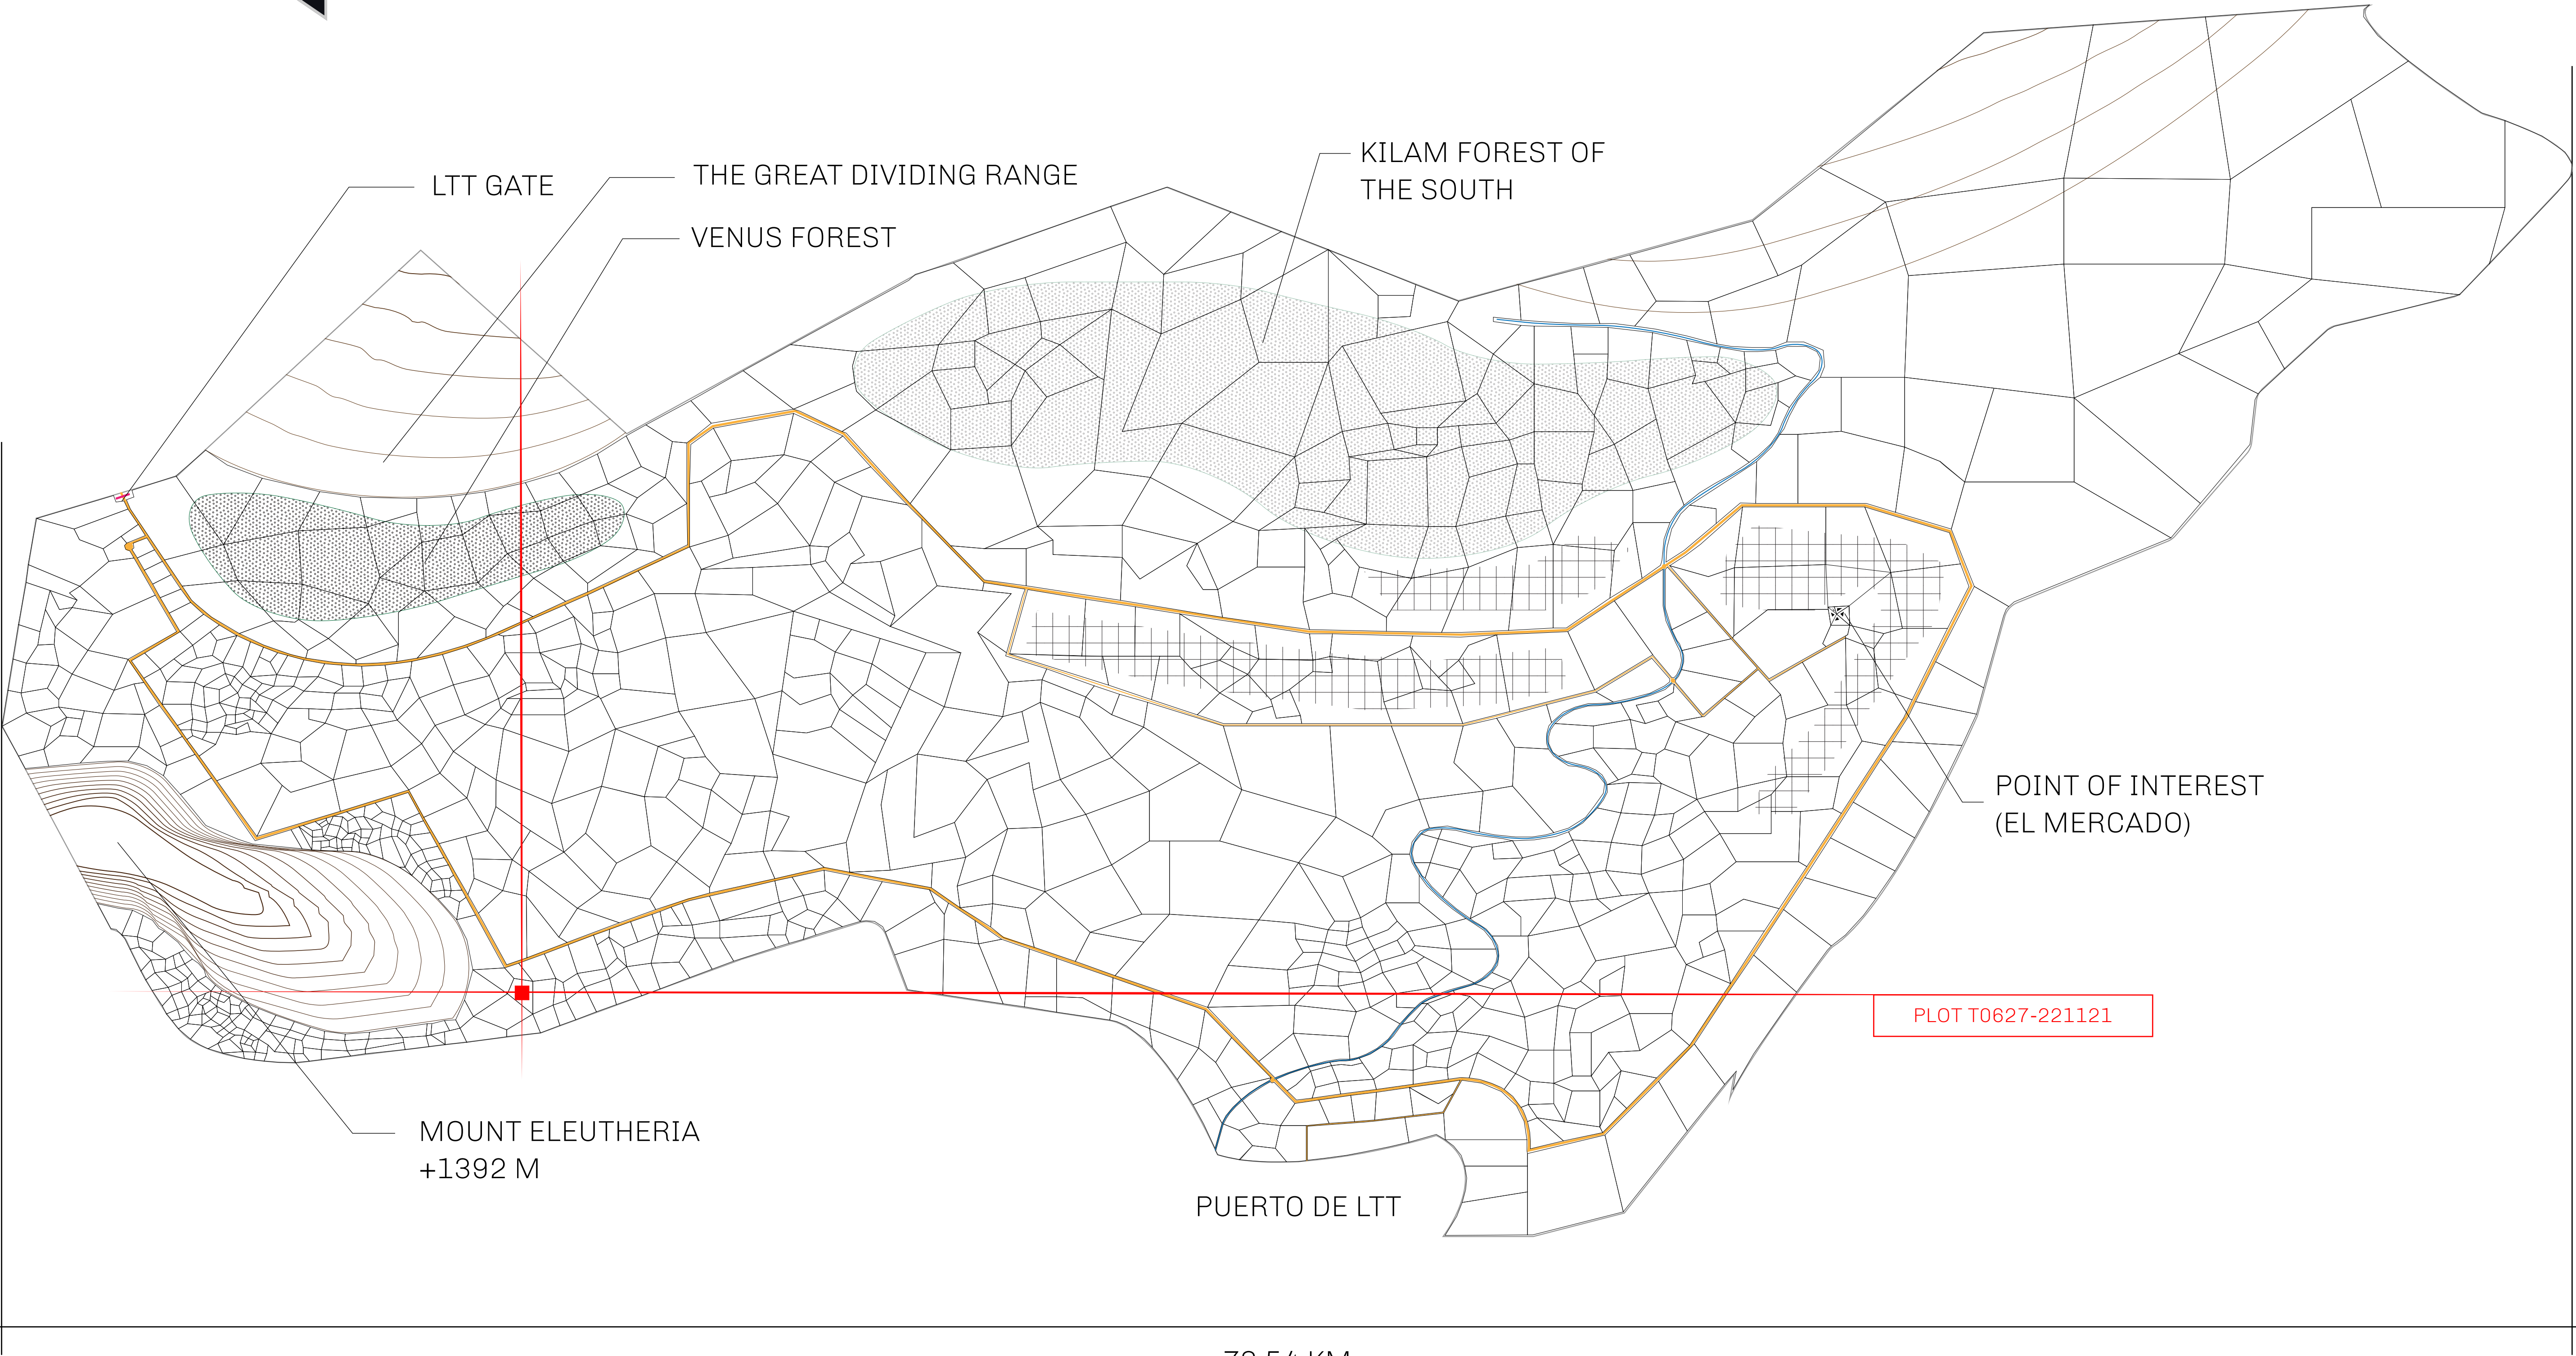 KILAM FOREST OF
THE SOUTH
THE GREAT DIVIDING RANGE
LTT GATE
VENUS FOREST
POINT OF INTEREST
(EL MERCADO)
PLOT T0627-221121
MOUNT ELEUTHERIA
+1392 M
PUERTO DE LTT
KM